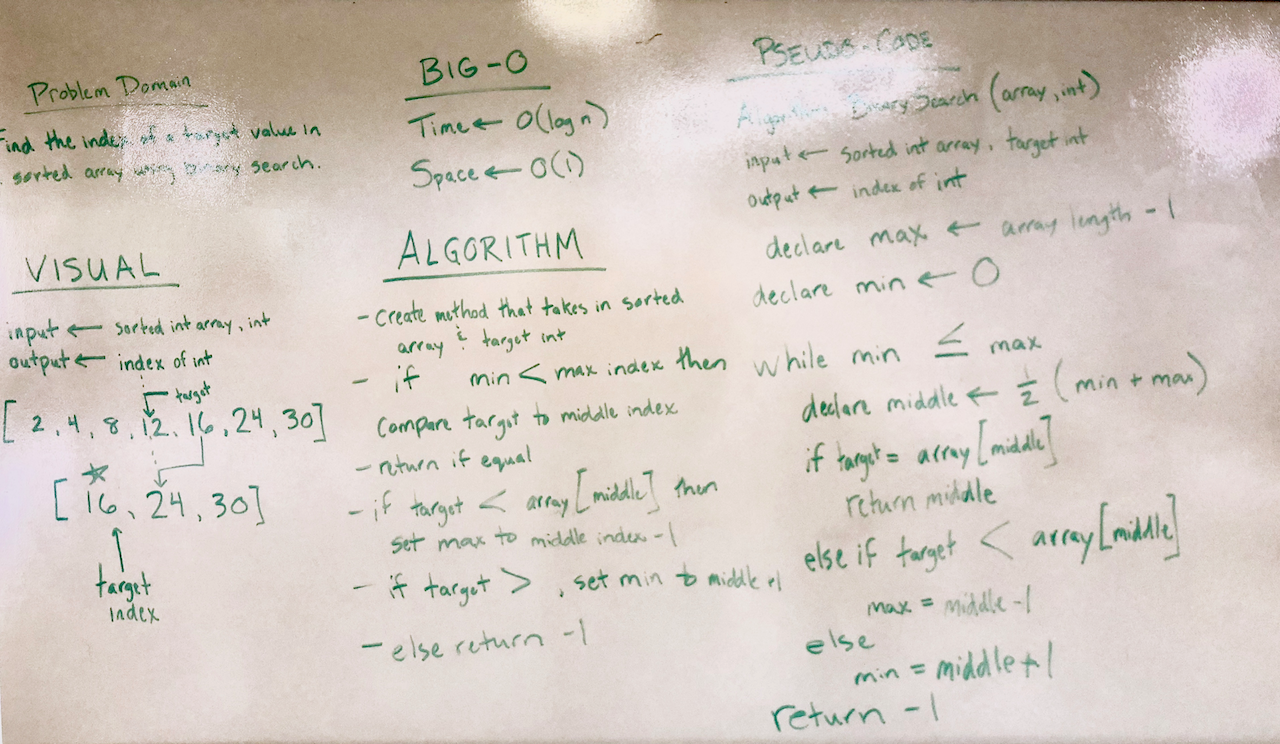 Problem Domain
Find the index of a target value in
sorted array using binary search.
VISUAL
input ← sorted int array, int
output ← index of int
target
[ 2, 4, 8, 12, 16, 24, 30]
[ 16, 24, 30]
target
index
BIG-O
Time ← O(log n)
Space ← O(1)
ALGORITHM
- Create method that takes in sorted
array & target int
- if min < max index then
compare target to middle index
- return if equal
- if target < array [middle] then
set max to middle index -1
- if target > , set min to middle +1
- else return -1
PSEUDO-CODE
Algorithm Binary Search (array, int)
input ← sorted int array, target int
output ← index of int
declare max ← array length - 1
declare min ← 0
while min ≤ max
declare middle ← 1/2 (min + max)
if target = array [middle]
return middle
else if target < array [middle]
max = middle -1
else
min = middle +1
return -1